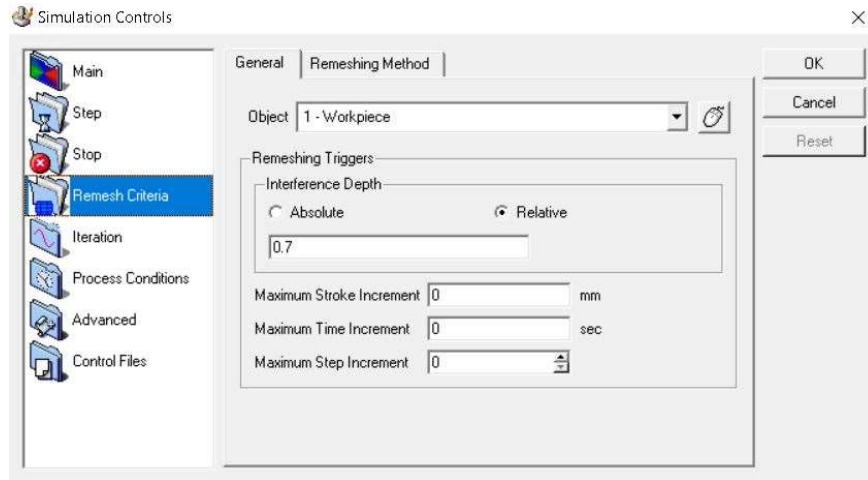 Simulation Controls
Main
Step
Stop
Remesh Criteria
Iteration
Process Conditions
Advanced
Control Files
General
Remeshing Method
Object
1 - Workpiece
Remeshing Triggers
Interference Depth
Absolute
Relative
0.7
Maximum Stroke Increment 0 mm
Maximum Time Increment 0 sec
Maximum Step Increment 0
OK
Cancel
Reset